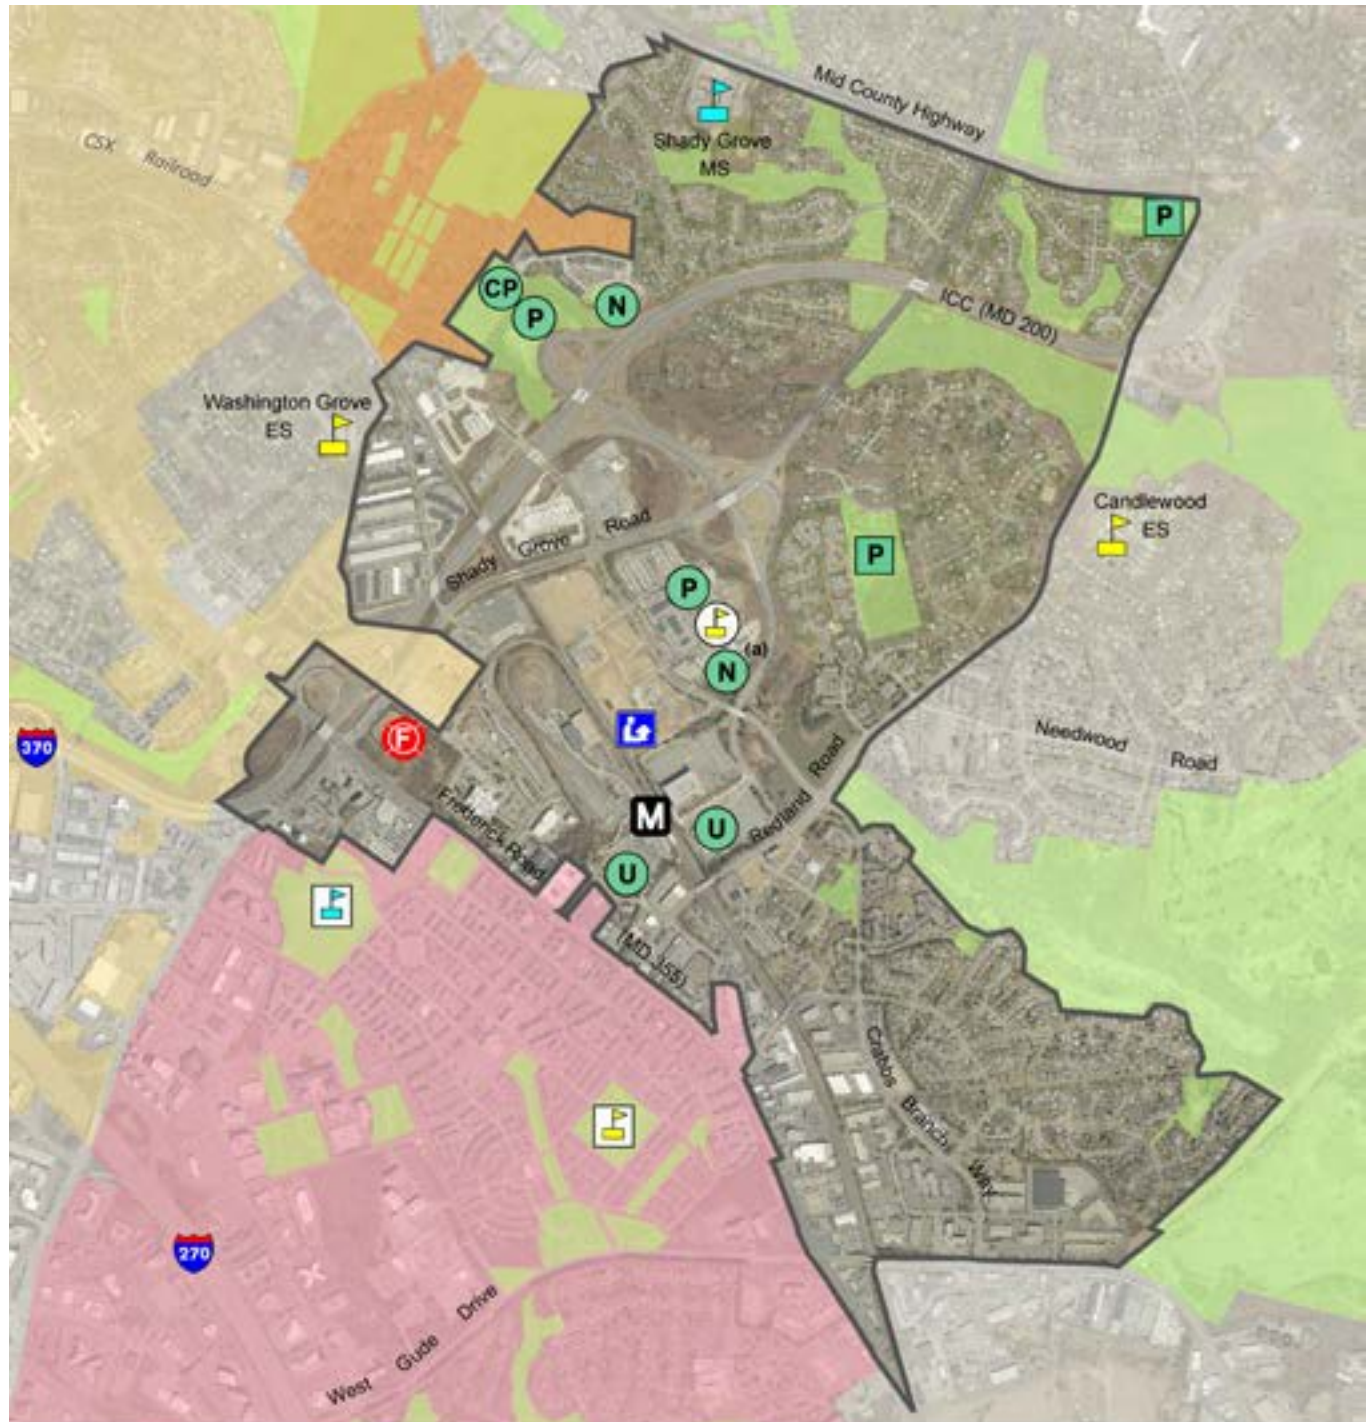 Mid County Highway
CSX Railroad
Shady Grove
MS
P
CP
P
N
ICC (MD 200)
Washington Grove
ES
Candlewood
ES
Shady Grove Road
P
P
(a)
N
370
F
Needwood Road
M
U
Redland Road
Frederick Road
U
(MD 355)
Crabbs Branch Way
270
West Gude Drive